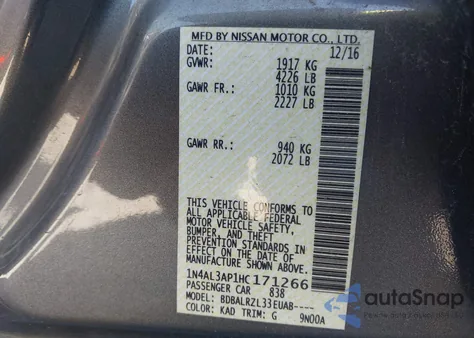 MFD BY NISSAN MOTOR CO., LTD.
DATE: 12/16
GVWR: 1917 KG
4226 LB
GAWR FR.: 1010 KG
2227 LB
GAWR RR.: 940 KG
2072 LB
THIS VEHICLE CONFORMS TO
ALL APPLICABLE FEDERAL
MOTOR VEHICLE SAFETY,
BUMPER, AND THEFT
PREVENTION STANDARDS IN
EFFECT ON THE DATE OF
MANUFACTURE SHOWN ABOVE.
1N4AL3AP1HC171266
PASSENGER CAR 838
MODEL: BDBALRZL33EUAB----
COLOR: KAD TRIM: G 9N00A
autoSnap